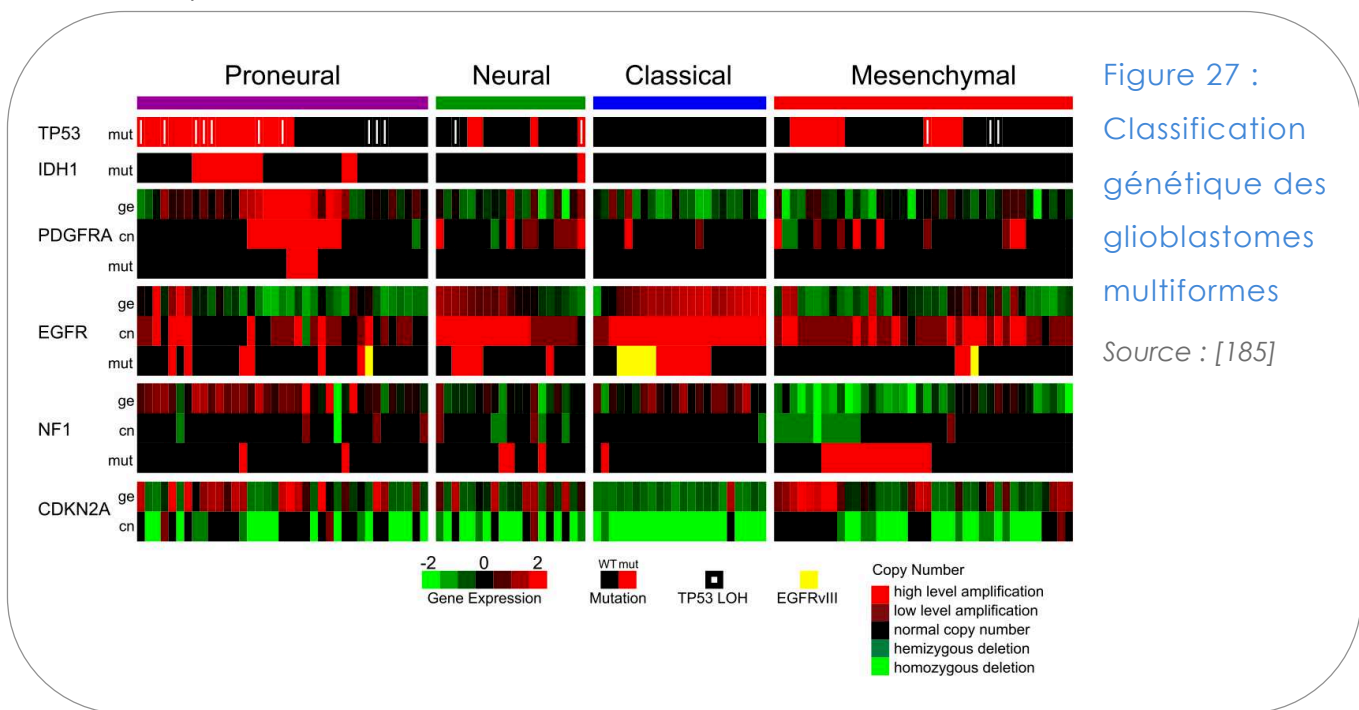 Proneural Neural Classical Mesenchymal
TP53 mut
IDH1 mut
ge
PDGFRA cn
mut
ge
EGFR cn
mut
ge
NF1 cn
mut
CDKN2A ge
cn
-2 0 2
Gene Expression
WT mut
Mutation
TP53 LOH
EGFRvIII
Copy Number
high level amplification
low level amplification
normal copy number
hemizygous deletion
homozygous deletion
Figure 27 :
Classification
génétique des
glioblastomes
multiformes
Source : [185]